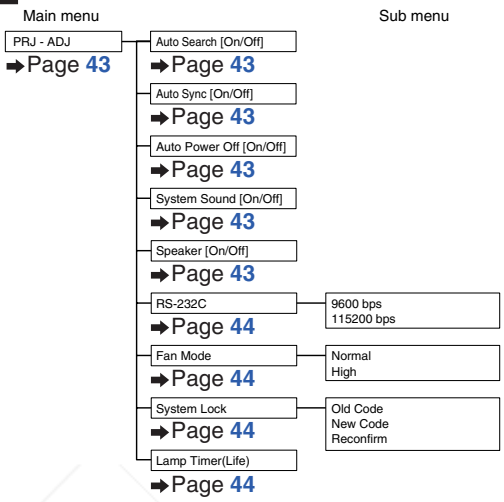 Main menu
Sub menu
PRJ - ADJ
➡Page 43
Auto Search [On/Off]
➡Page 43
Auto Sync [On/Off]
➡Page 43
Auto Power Off [On/Off]
➡Page 43
System Sound [On/Off]
➡Page 43
Speaker [On/Off]
➡Page 43
RS-232C
➡Page 44
9600 bps
115200 bps
Fan Mode
➡Page 44
Normal
High
System Lock
➡Page 44
Old Code
New Code
Reconfirm
Lamp Timer(Life)
➡Page 44